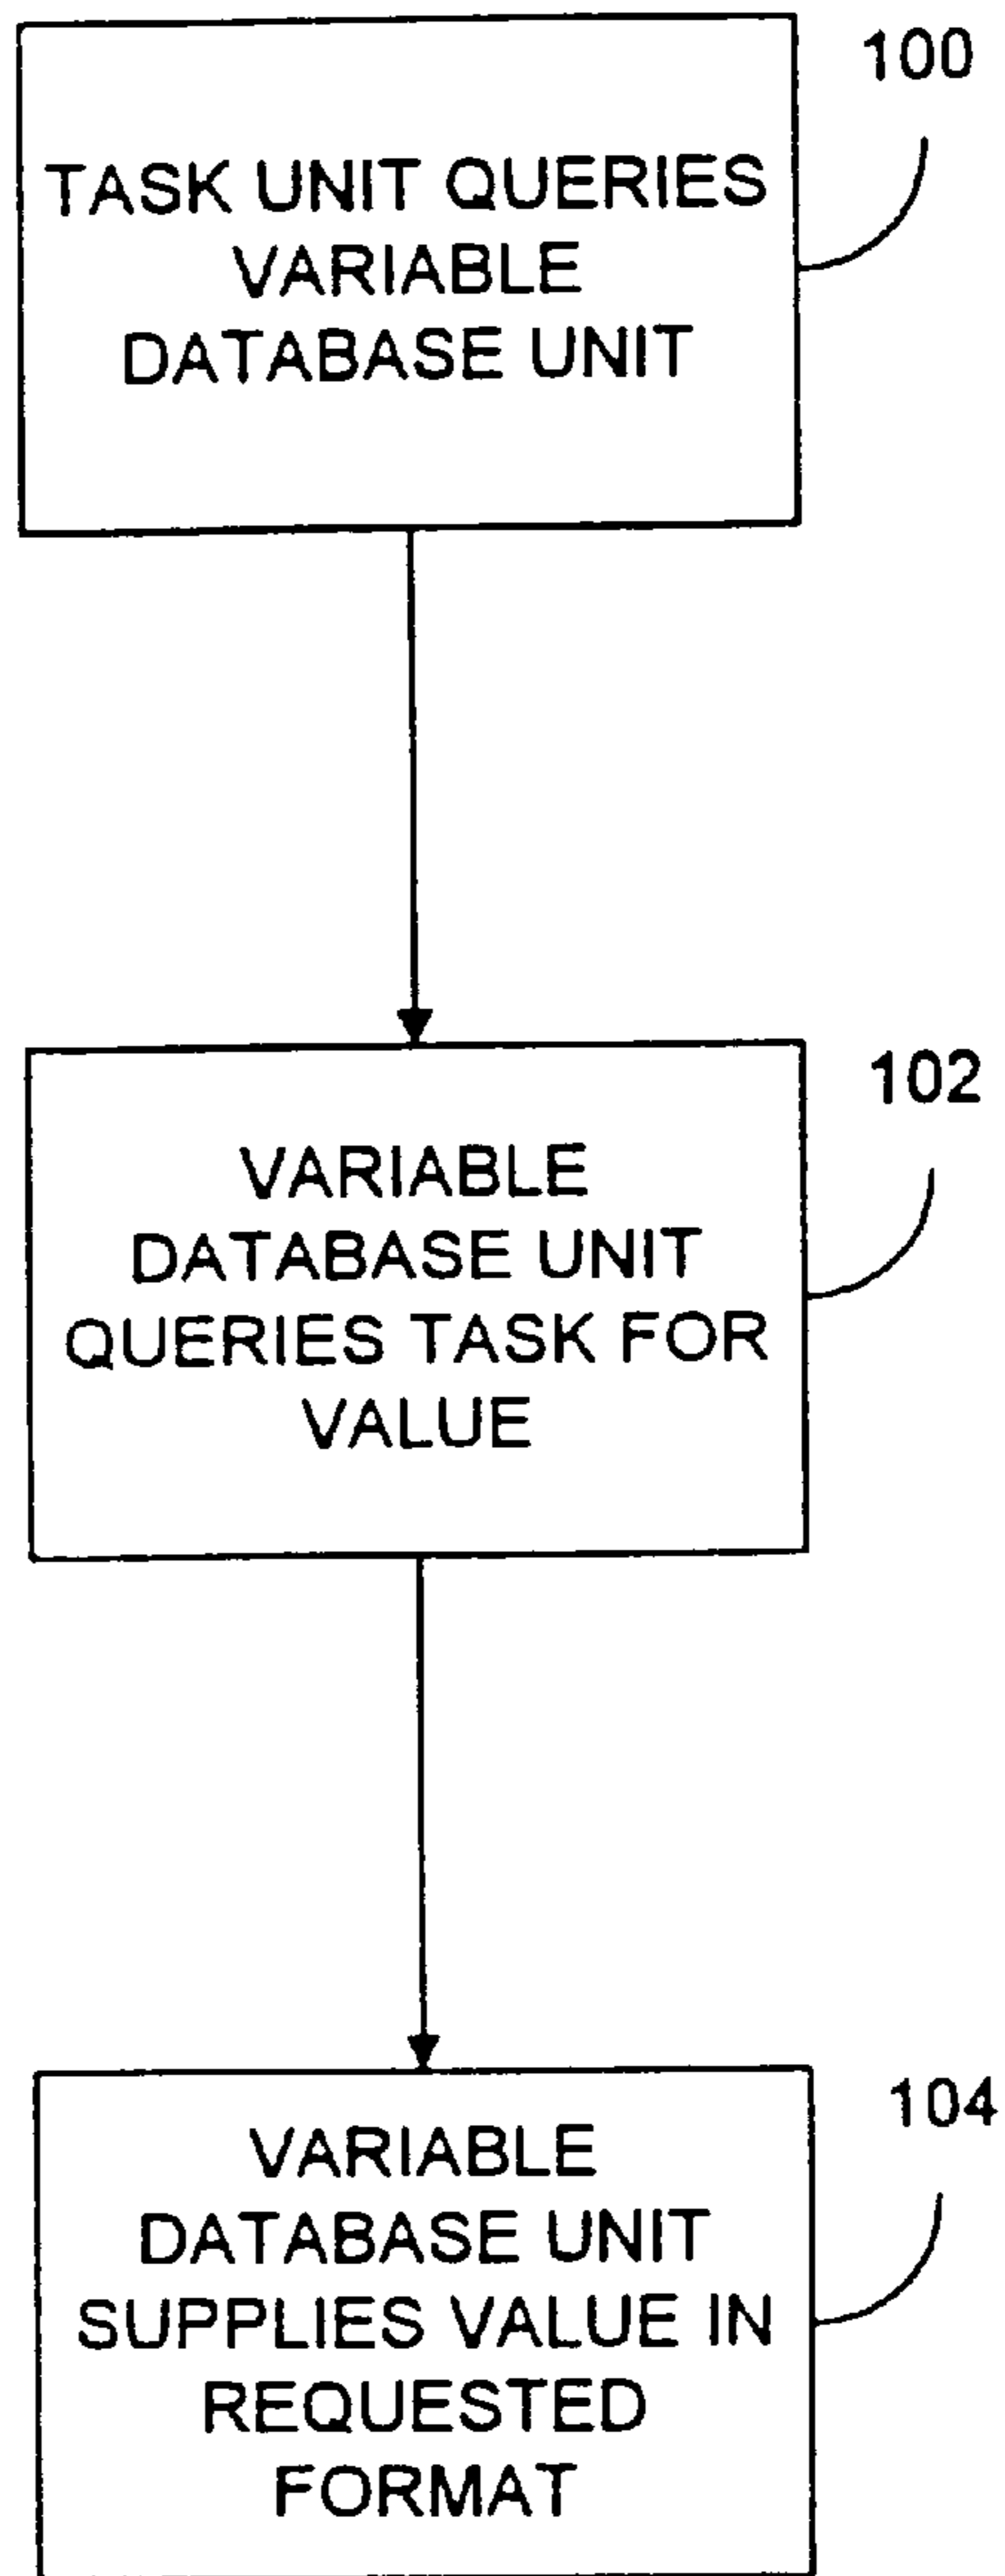 100
TASK UNIT QUERIES
VARIABLE
DATABASE UNIT
102
VARIABLE
DATABASE UNIT
QUERIES TASK FOR
VALUE
104
VARIABLE
DATABASE UNIT
SUPPLIES VALUE IN
REQUESTED
FORMAT